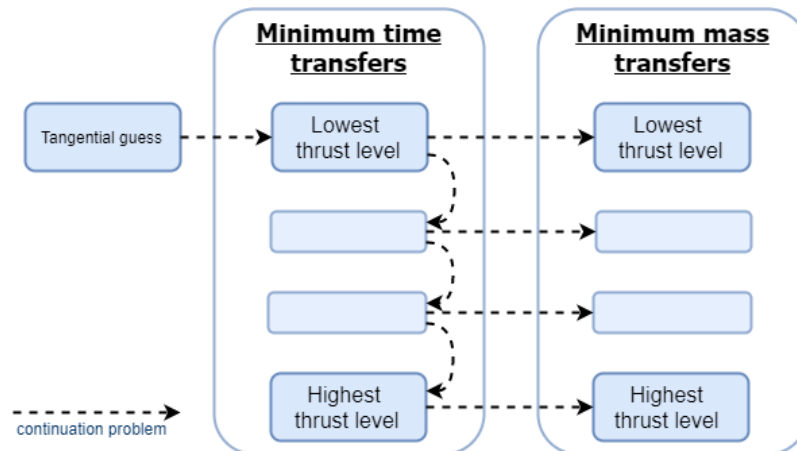 Minimum time
transfers
Minimum mass
transfers
Tangential guess
Lowest
thrust level
Lowest
thrust level
Highest
thrust level
Highest
thrust level
continuation problem